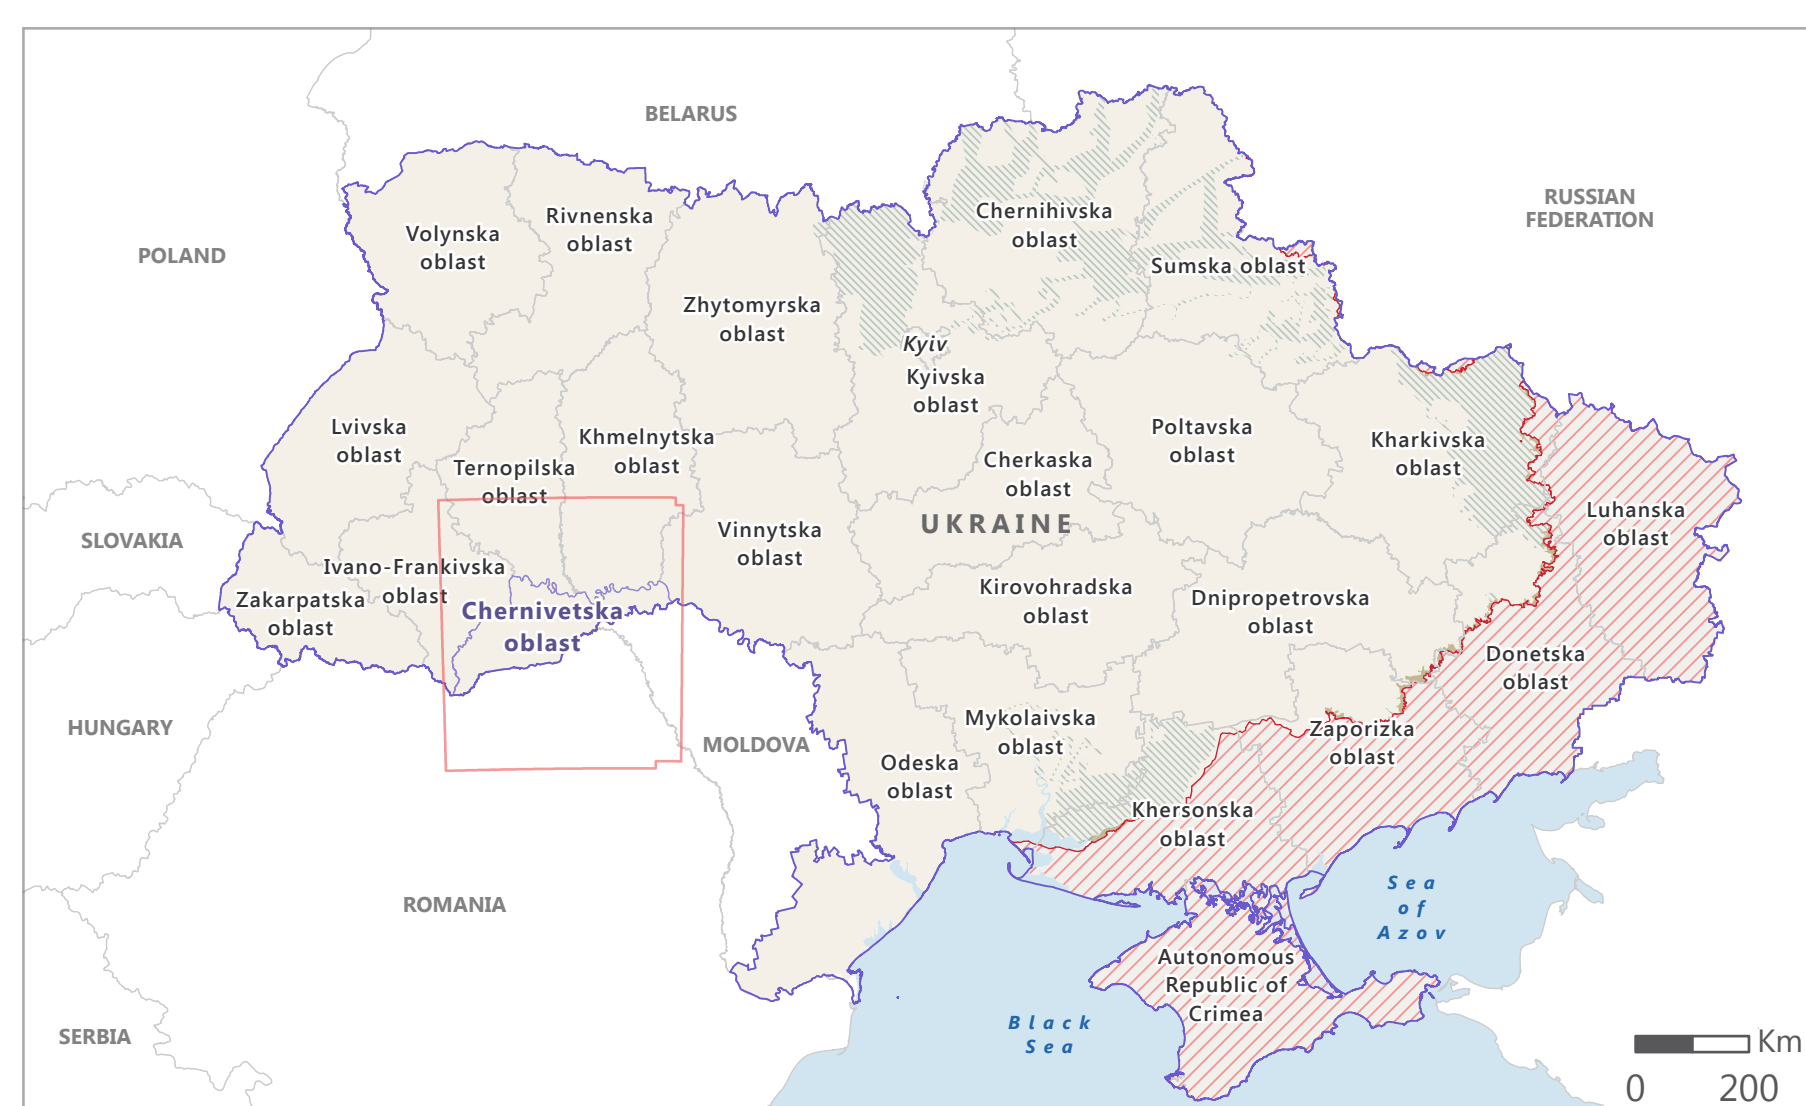 BELARUS
RUSSIAN
FEDERATION
POLAND
Volynska
oblast
Rivnenska
oblast
Chernihivska
oblast
Sumska oblast
Zhytomyrska
oblast
Kyiv
Kyivska
oblast
Lvivska
oblast
Ternopilska
oblast
Khmelnytska
oblast
Cherkaska
oblast
Poltavska
oblast
Kharkivska
oblast
Luhanska
oblast
UKRAINE
Vinnytska
oblast
SLOVAKIA
Ivano-Frankivska
oblast
Zakarpatska
oblast
Chernivetska
oblast
Kirovohradska
oblast
Dnipropetrovska
oblast
Donetska
oblast
HUNGARY
MOLDOVA
Mykolaivska
oblast
Zaporizka
oblast
Odeska
oblast
Khersonska
oblast
ROMANIA
Sea
of
Azov
Autonomous
Republic of
Crimea
Black
Sea
SERBIA
Km
0 200